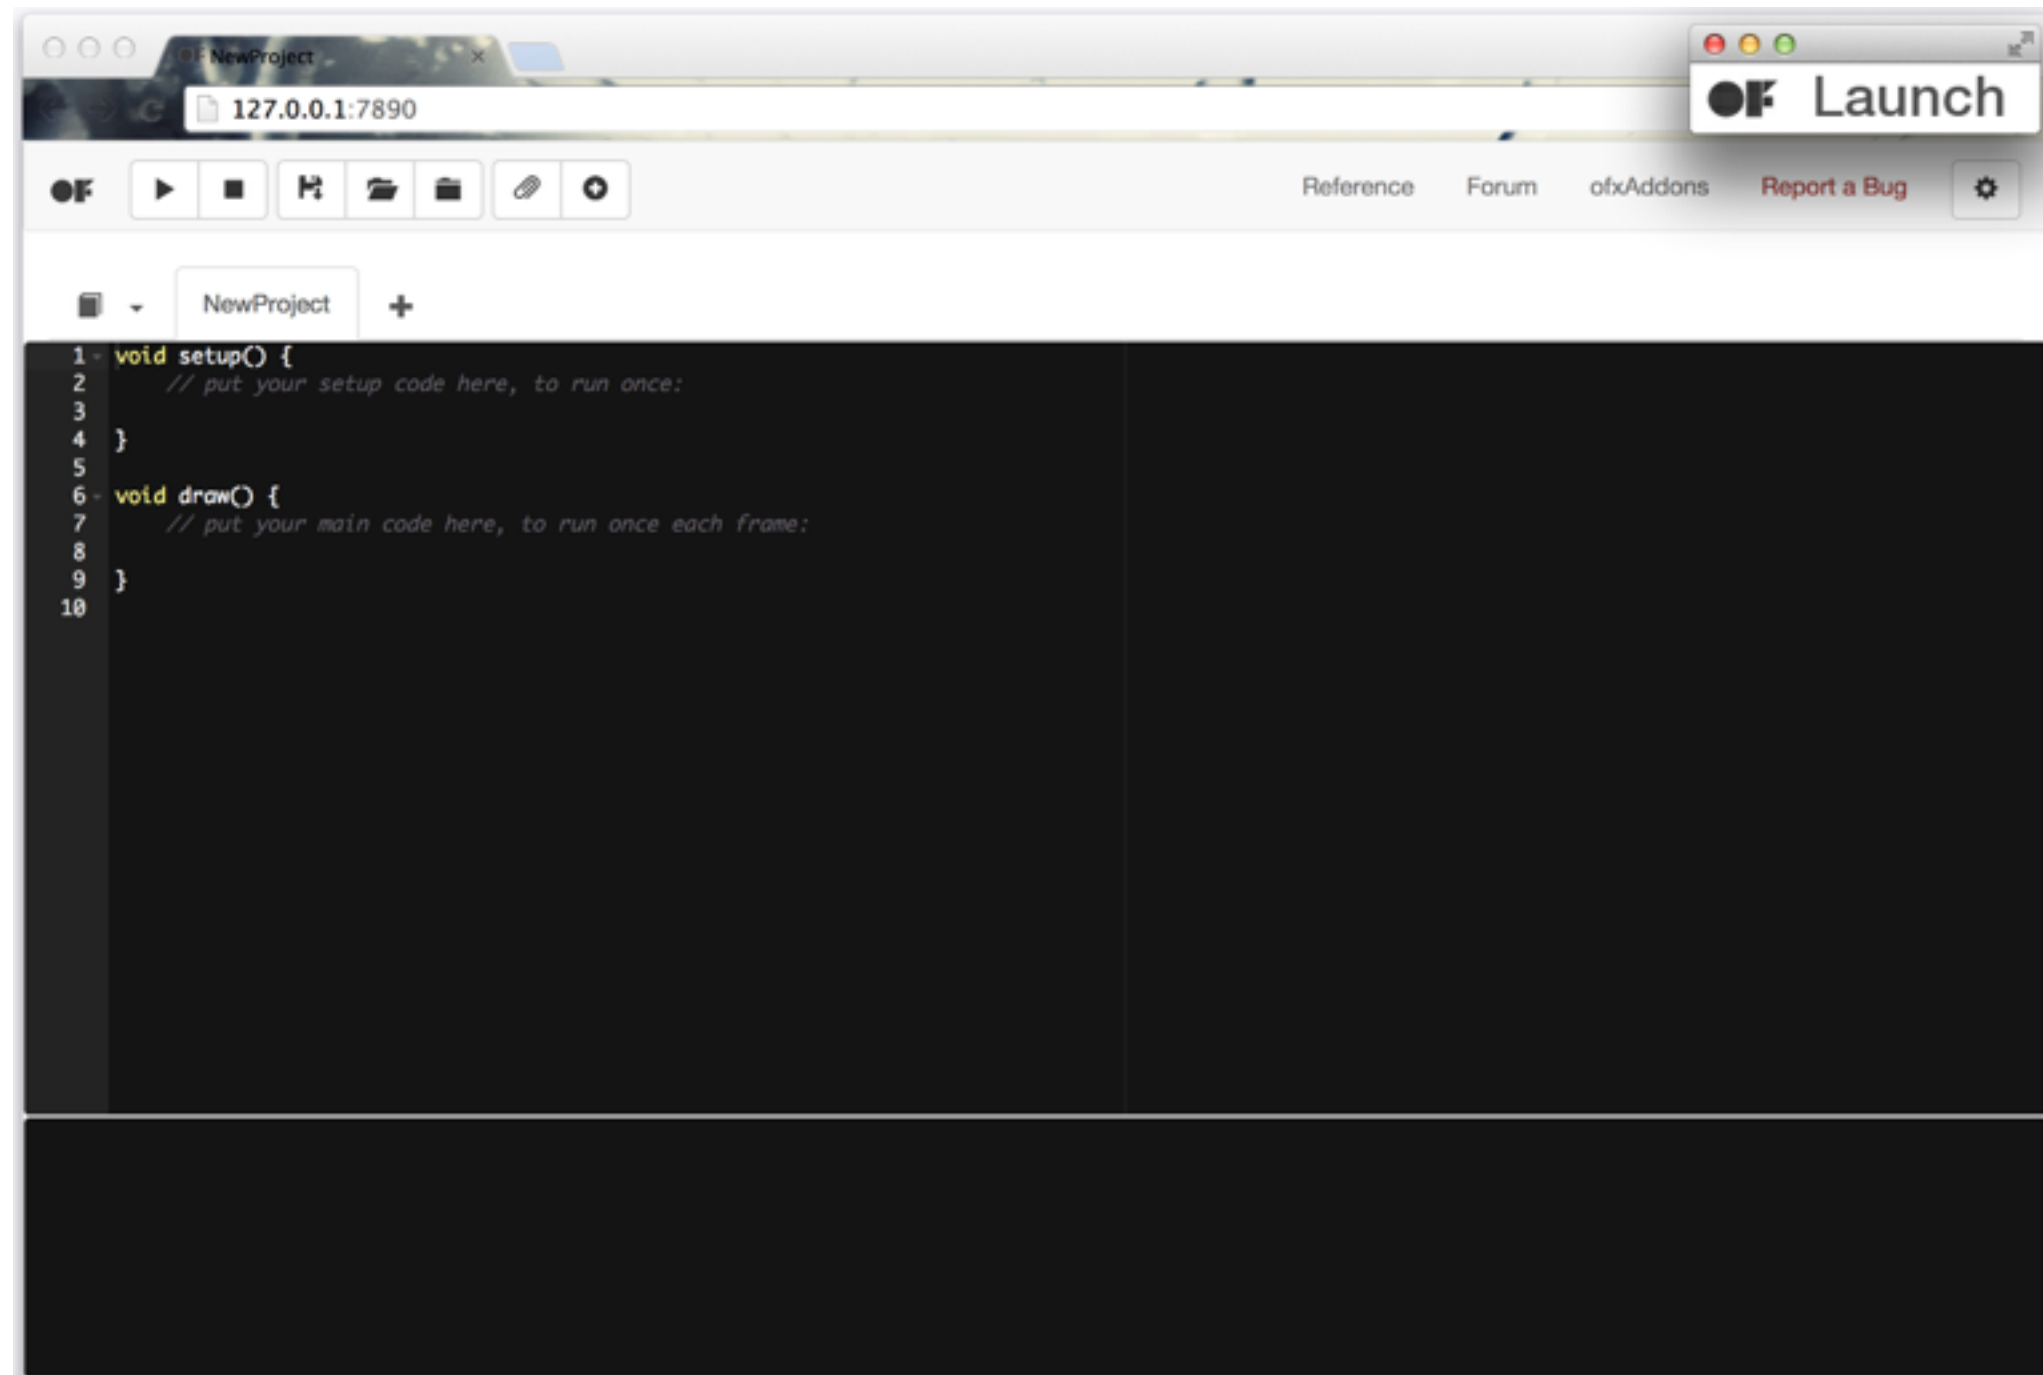 NewProject
127.0.0.1:7890
OF Launch
OF
Reference Forum ofxAddons Report a Bug
NewProject
1 void setup() {
2 // put your setup code here, to run once:
3
4 }
5
6 void draw() {
7 // put your main code here, to run once each frame:
8
9 }
10